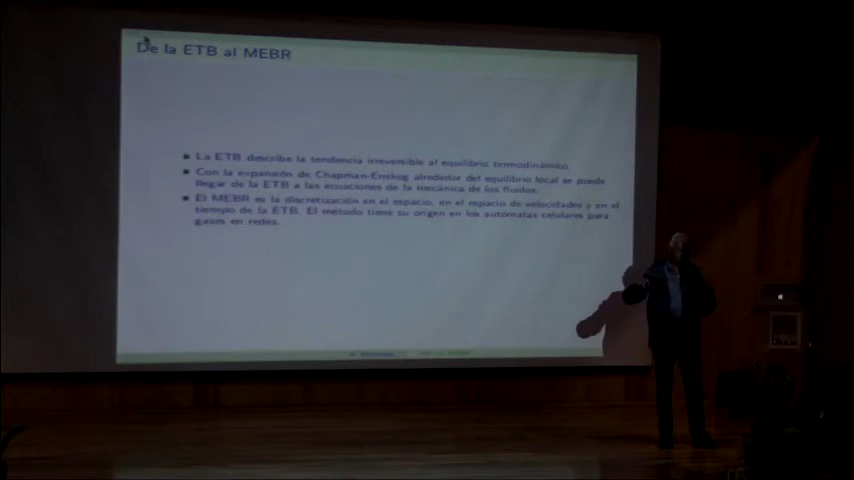 De la ETB al MEBR
La ETB describe la tendencia irreversible al equilibrio termodinámico.
Con la expansión de Chapman-Enskog alrededor del equilibrio local se puede
llegar de la ETB a las ecuaciones de la mecánica de los fluidos.
El MEBR es la discretización en el espacio, en el espacio de velocidades y en el
tiempo de la ETB. El método tiene su origen en los autómatas celulares para
gases en redes.